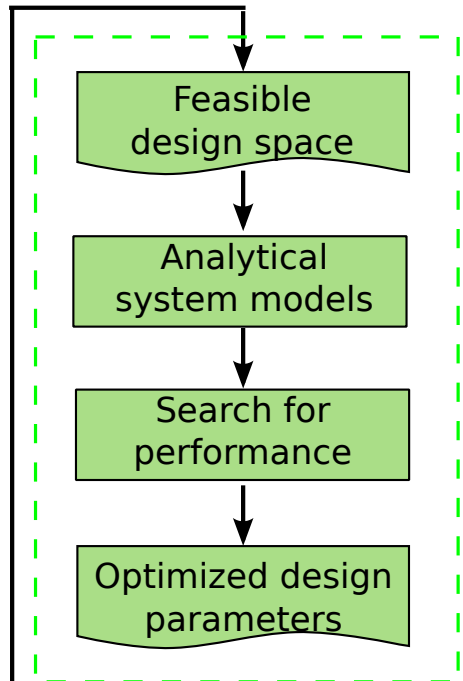 Feasible
design space
Analytical
system models
Search for
performance
Optimized design
parameters